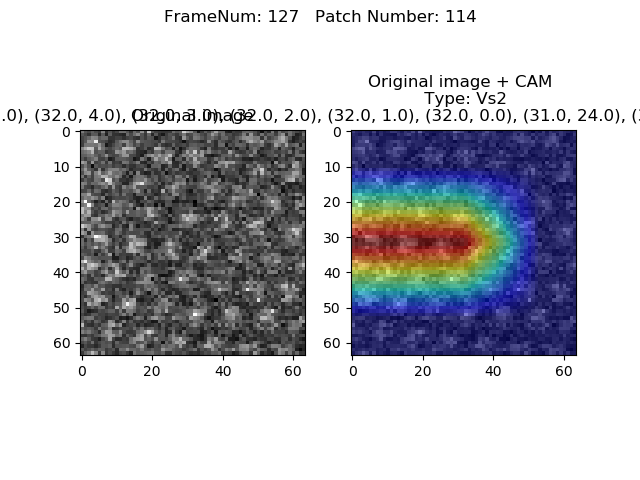 FrameNum: 127   Patch Number: 114
Original image + CAM
Type: Vs2
.0), (32.0, 4.0), (32.0, 3.0), (32.0, 2.0), (32.0, 1.0), (32.0, 0.0), (31.0, 24.0), (
Original image
0
10
20
30
40
50
60
0 20 40 60
0
10
20
30
40
50
60
0 20 40 60